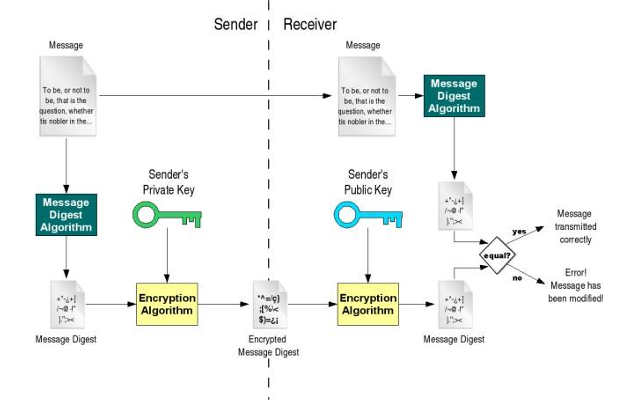 Sender
Receiver
Message
To be, or not to
be, that is the
question, whether
tis nobler in the...
Message
To be, or not to
be, that is the
question, whether
tis nobler in the...
Message
Digest
Algorithm
Message
Digest
Algorithm
Sender's
Private Key
Sender's
Public Key
Encryption
Algorithm
Encryption
Algorithm
Message Digest
Encrypted
Message Digest
Message Digest
equal?
yes
no
Message
transmitted
correctly
Error!
Message has
been modified!